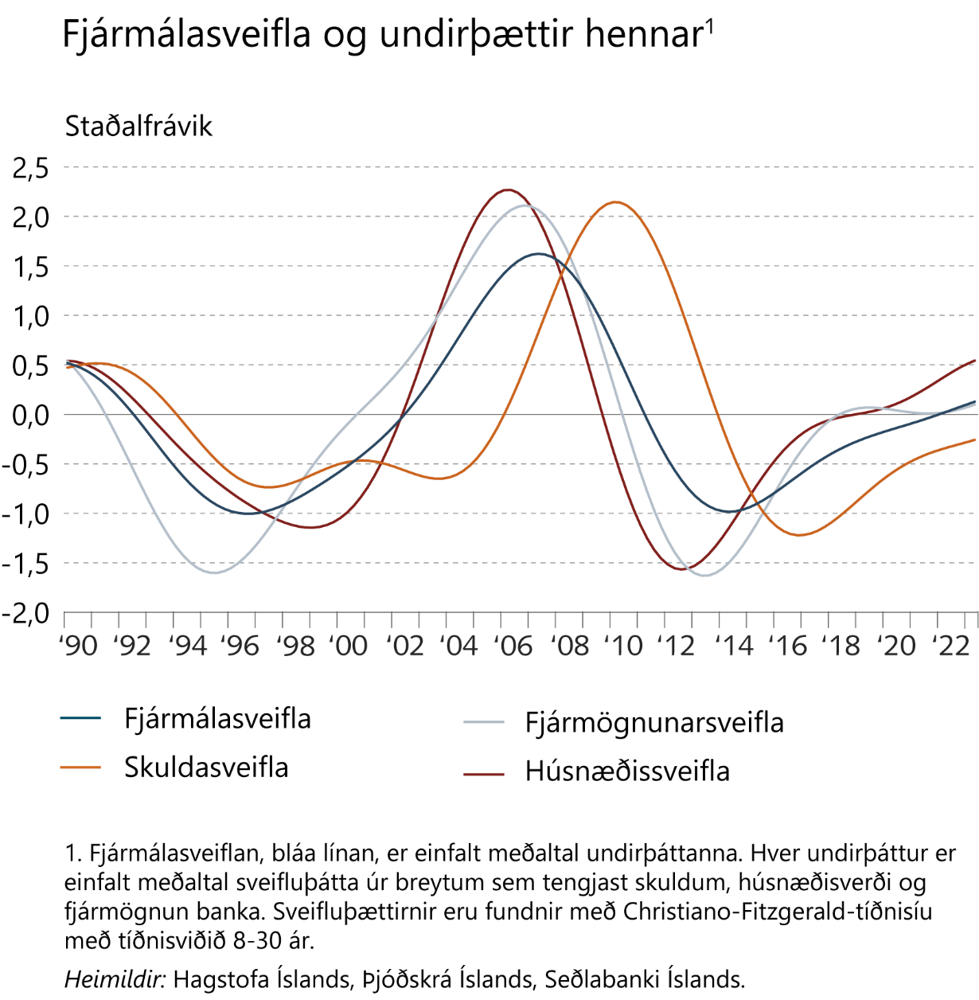 Fjármálasveifla og undirþættir hennar¹
Staðalfrávik
2,5
2,0
1,5
1,0
0,5
0,0
-0,5
-1,0
-1,5
-2,0
‘90 ‘92 ‘94 ‘96 ‘98 ‘00 ‘02 ‘04 ‘06 ‘08 ‘10 ‘12 ‘14 ‘16 ‘18 ‘20 ‘22
Fjármálasveifla
Fjármögnunarsveifla
Skuldasveifla
Húsnæðissveifla
1. Fjármálasveiflan, bláa línan, er einfalt meðaltal undirþáttanna. Hver undirþáttur er
einfalt meðaltal sveifluþátta úr breytum sem tengjast skuldum, húsnæðisverði og
fjármögnun banka. Sveifluþættirnir eru fundnir með Christiano-Fitzgerald-tíðnisíu
með tíðnisviðið 8-30 ár.
Heimildir: Hagstofa Íslands, Þjóðskrá Íslands, Seðlabanki Íslands.